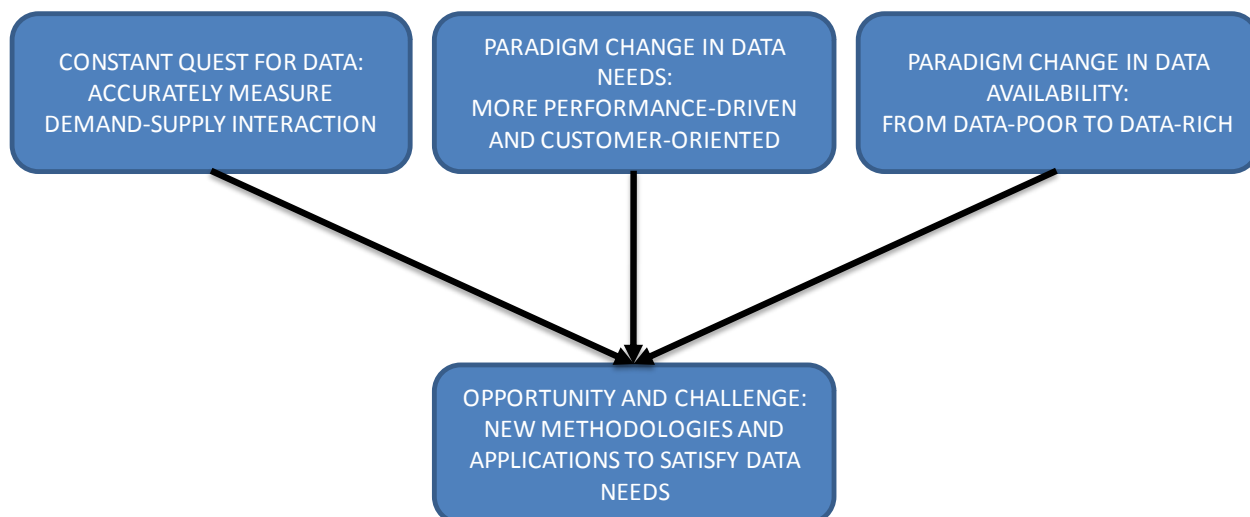 CONSTANT QUEST FOR DATA:
ACCURATELY MEASURE
DEMAND-SUPPLY INTERACTION
PARADIGM CHANGE IN DATA
NEEDS:
MORE PERFORMANCE-DRIVEN
AND CUSTOMER-ORIENTED
PARADIGM CHANGE IN DATA
AVAILABILITY:
FROM DATA-POOR TO DATA-RICH
OPPORTUNITY AND CHALLENGE:
NEW METHODOLOGIES AND
APPLICATIONS TO SATISFY DATA
NEEDS